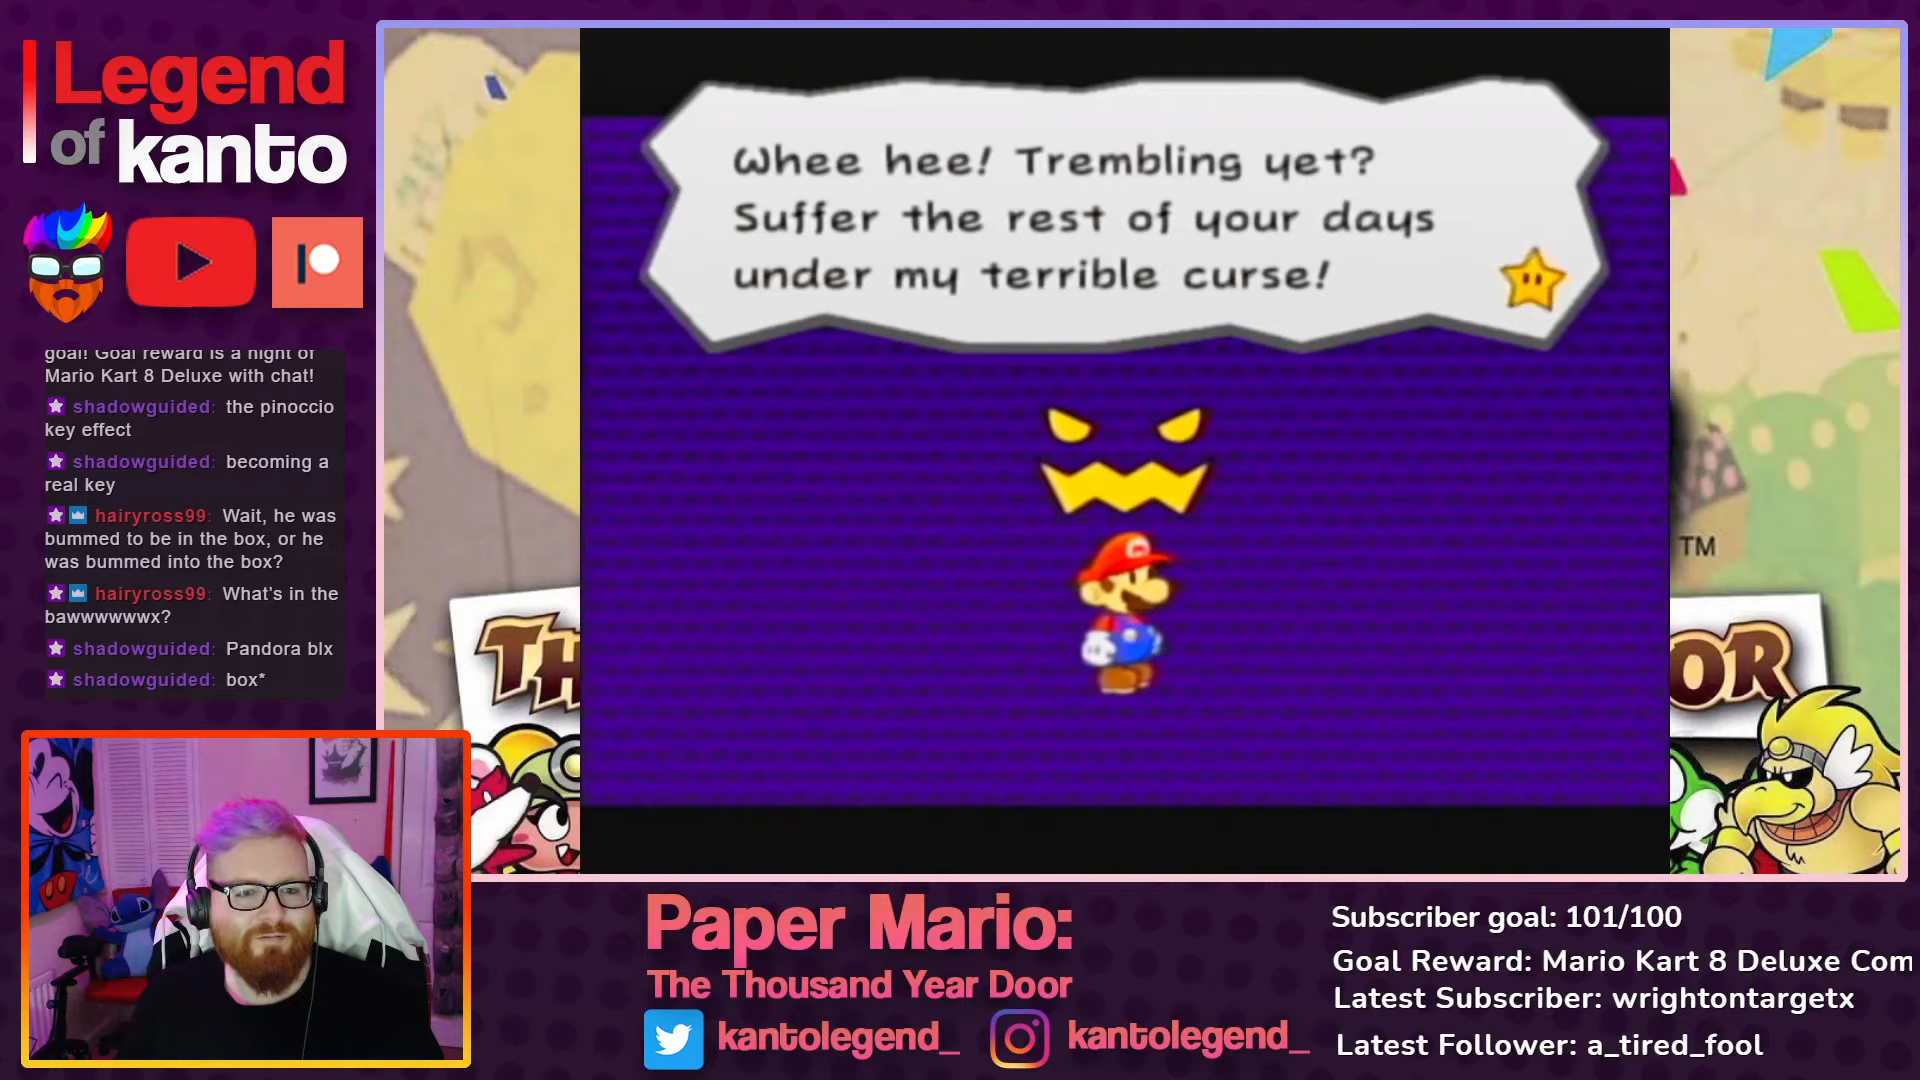 Legend
of kanto
goal! Goal reward is a night of
Mario Kart 8 Deluxe with chat!
shadowguided: the pinoccio
key effect
shadowguided: becoming a
real key
hairyross99: Wait, he was
bummed to be in the box, or he
was bummed into the box?
hairyross99: What's in the
bawwwwwwx?
shadowguided: Pandora blx
shadowguided: box*
Whee hee! Trembling yet?
Suffer the rest of your days
under my terrible curse!
TM
TH
OR
Paper Mario:
The Thousand Year Door
kantolegend_
kantolegend_
Subscriber goal: 101/100
Goal Reward: Mario Kart 8 Deluxe Com
Latest Subscriber: wrightontargetx
Latest Follower: a_tired_fool